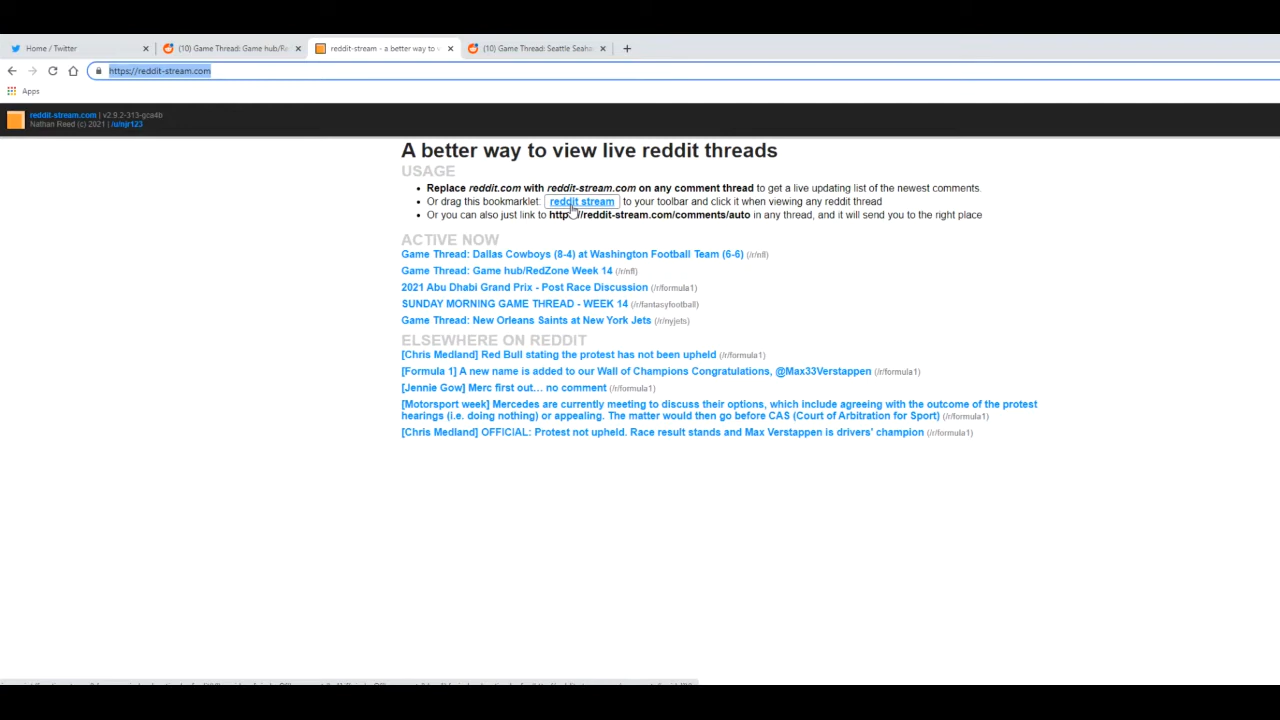 Home / Twitter
(10) Game Thread: Game hub/Re
reddit-stream - a better way to v
(10) Game Thread: Seattle Seaha
https://reddit-stream.com
Apps
reddit-stream.com | v2.9.2-313-gca4b
Nathan Reed (c) 2021 | /u/njr123
A better way to view live reddit threads
USAGE
Replace reddit.com with reddit-stream.com on any comment thread to get a live updating list of the newest comments.
Or drag this bookmarklet: reddit stream to your toolbar and click it when viewing any reddit thread
Or you can also just link to http://reddit-stream.com/comments/auto in any thread, and it will send you to the right place
ACTIVE NOW
Game Thread: Dallas Cowboys (8-4) at Washington Football Team (6-6) (/r/nfl)
Game Thread: Game hub/RedZone Week 14 (/r/nfl)
2021 Abu Dhabi Grand Prix - Post Race Discussion (/r/formula1)
SUNDAY MORNING GAME THREAD - WEEK 14 (/r/fantasyfootball)
Game Thread: New Orleans Saints at New York Jets (/r/nyjets)
ELSEWHERE ON REDDIT
[Chris Medland] Red Bull stating the protest has not been upheld (/r/formula1)
[Formula 1] A new name is added to our Wall of Champions Congratulations, @Max33Verstappen (/r/formula1)
[Jennie Gow] Merc first out… no comment (/r/formula1)
[Motorsport week] Mercedes are currently meeting to discuss their options, which include agreeing with the outcome of the protest
hearings (i.e. doing nothing) or appealing. The matter would then go before CAS (Court of Arbitration for Sport) (/r/formula1)
[Chris Medland] OFFICIAL: Protest not upheld. Race result stands and Max Verstappen is drivers' champion (/r/formula1)